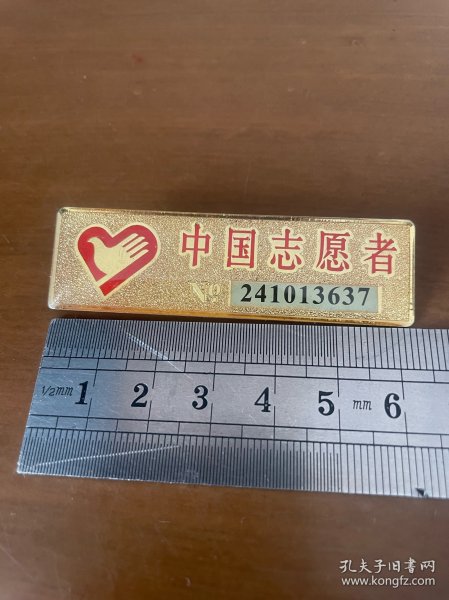 中国志愿者
No 241013637
1/2mm 1 2 3 4 5 mm 6
孔夫子旧书网
www.kongfz.com